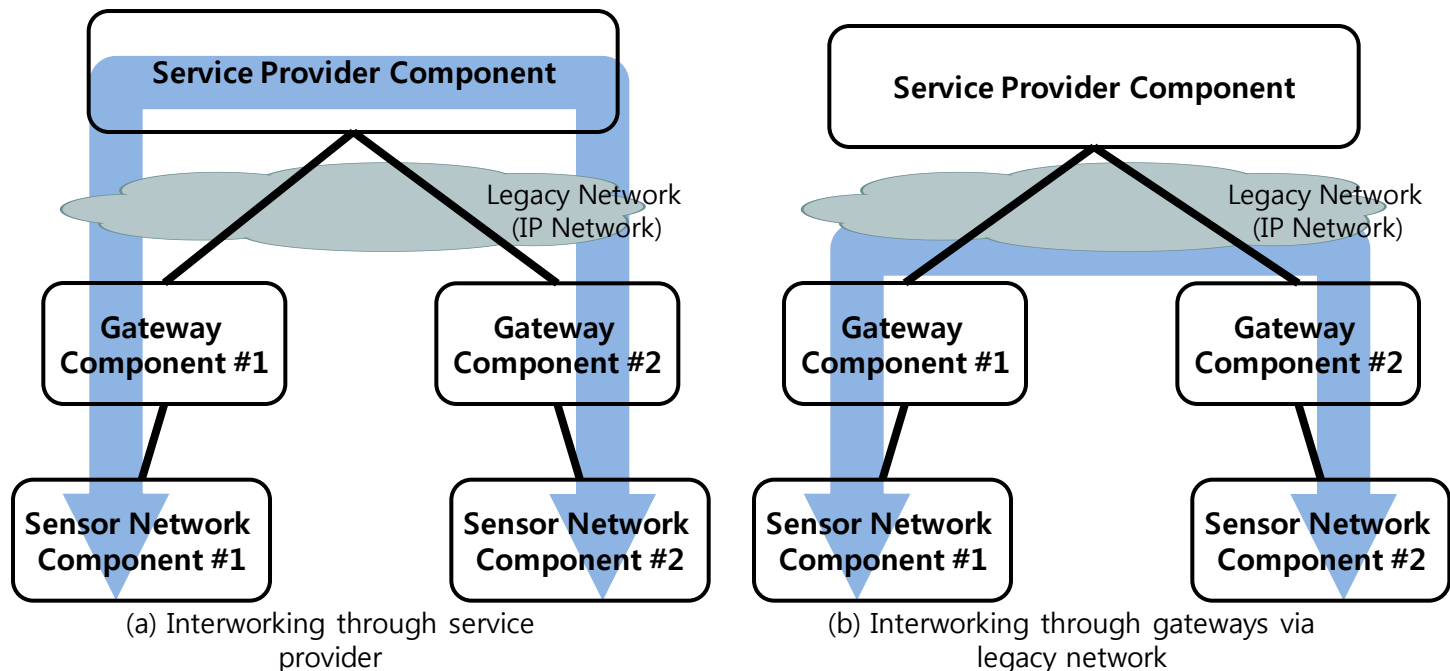 Service Provider Component
Legacy Network
(IP Network)
Gateway
Component #1
Gateway
Component #2
Sensor Network
Component #1
Sensor Network
Component #2
(a) Interworking through service
provider
Service Provider Component
Legacy Network
(IP Network)
Gateway
Component #1
Gateway
Component #2
Sensor Network
Component #1
Sensor Network
Component #2
(b) Interworking through gateways via
legacy network